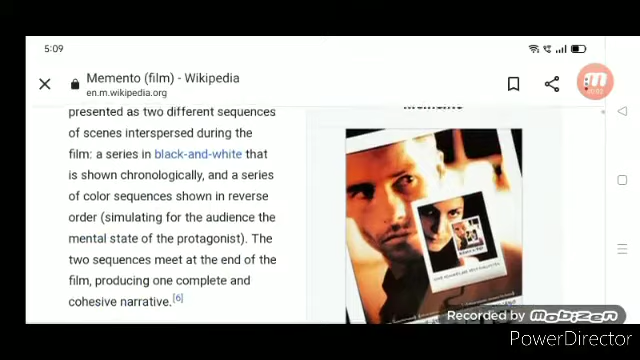 5:09
Memento (film) - Wikipedia
en.m.wikipedia.org
presented as two different sequences
of scenes interspersed during the
film: a series in black-and-white that
is shown chronologically, and a series
of color sequences shown in reverse
order (simulating for the audience the
mental state of the protagonist). The
two sequences meet at the end of the
film, producing one complete and
cohesive narrative.[6]
Recorded by Mobizen
PowerDirector